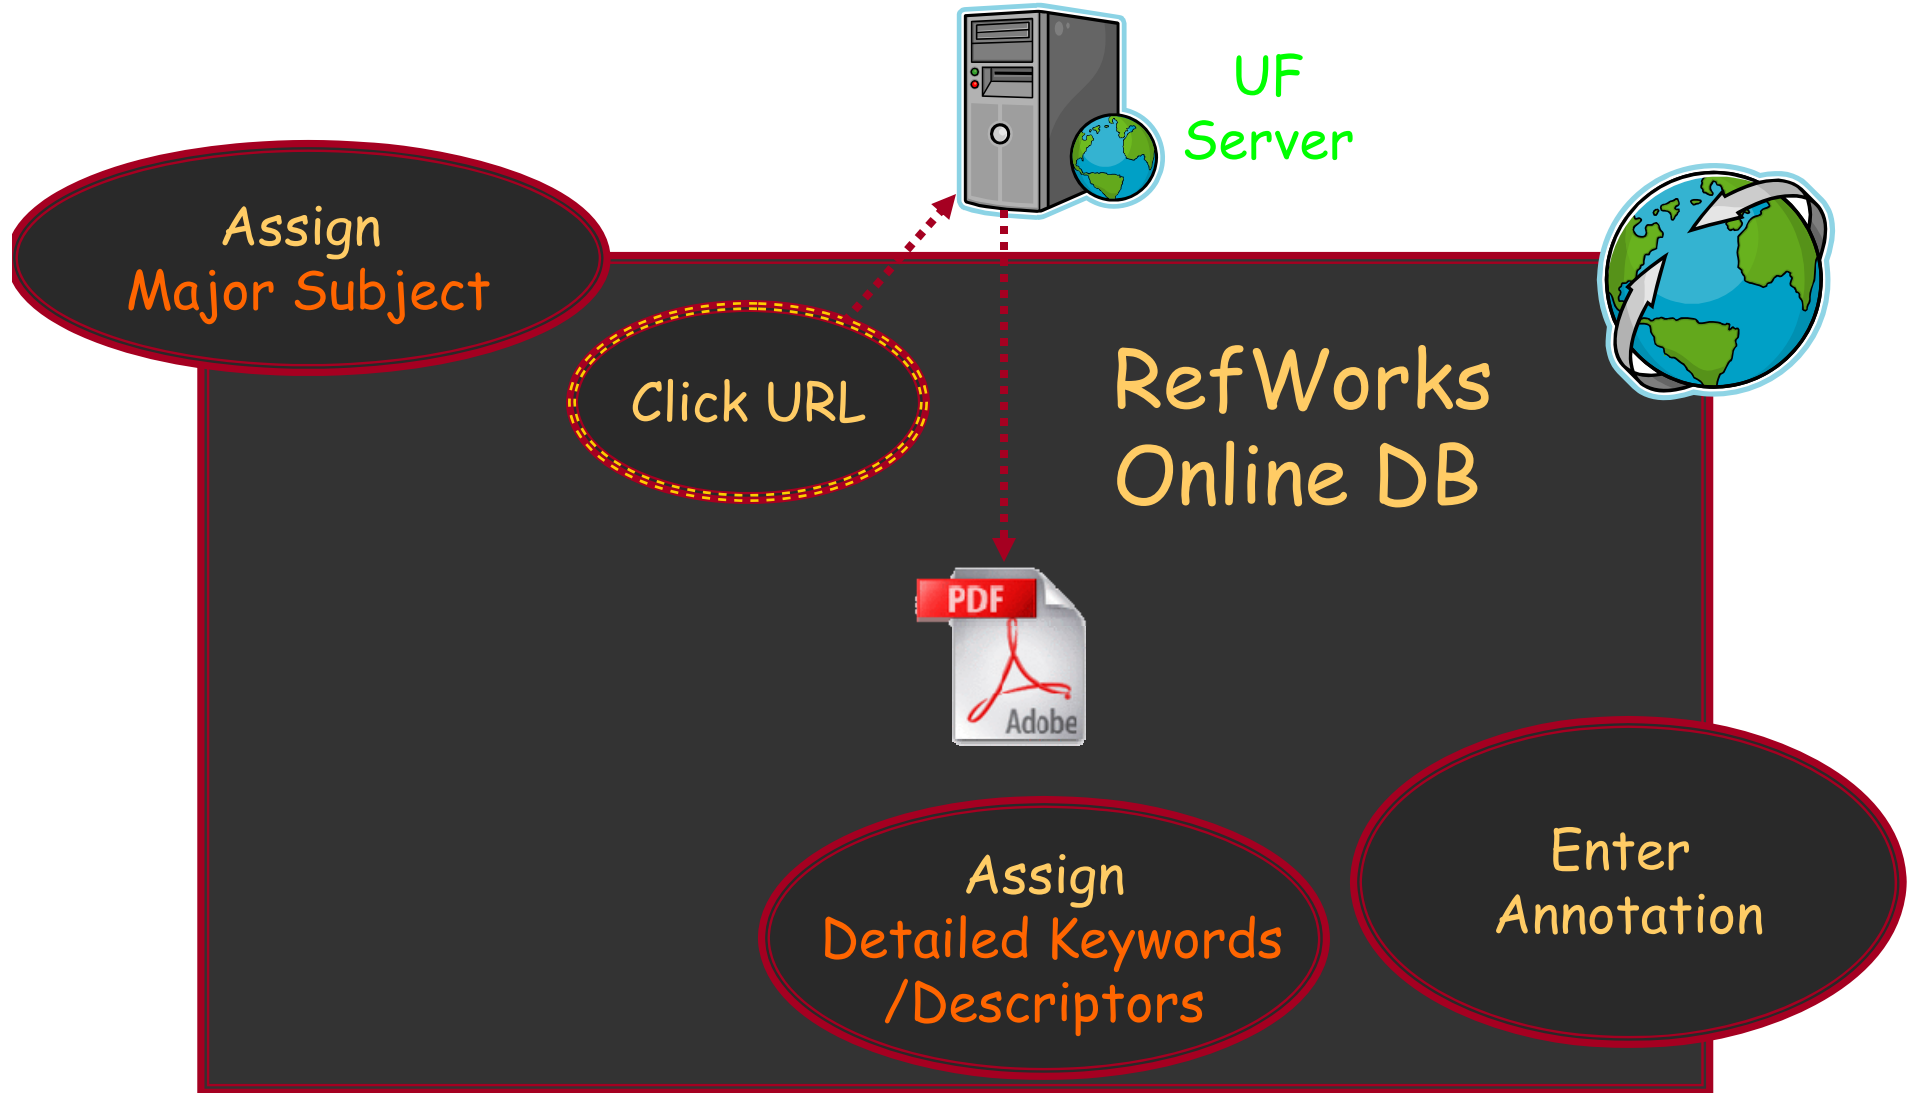 UF
Server
Assign
Major Subject
Click URL
RefWorks
Online DB
PDF
Adobe
Assign
Detailed Keywords
/Descriptors
Enter
Annotation